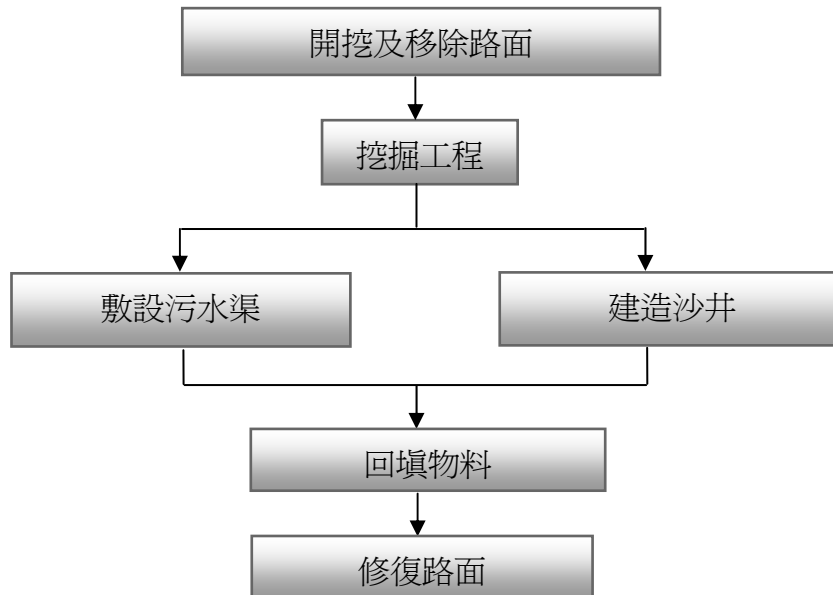 開挖及移除路面
挖掘工程
敷設污水渠
建造沙井
回填物料
修復路面